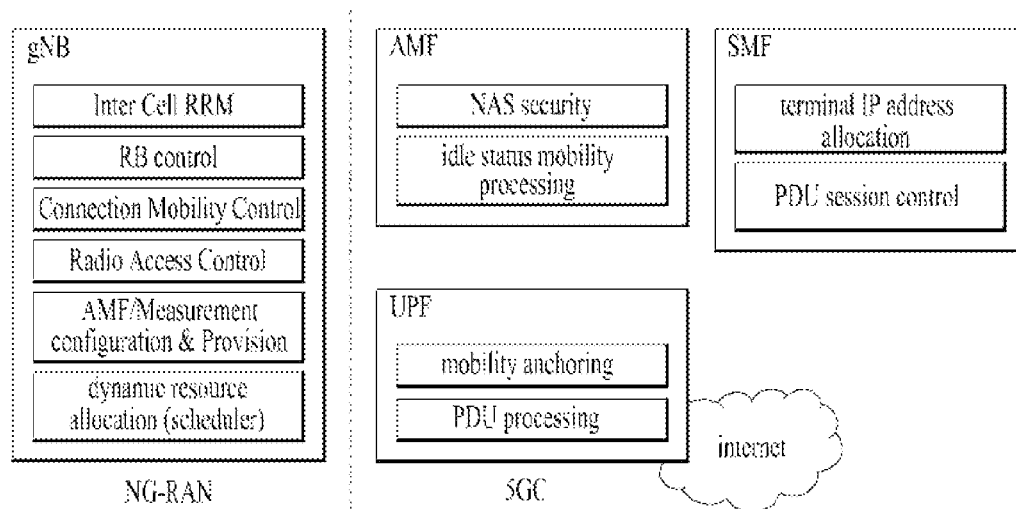 gNB
Inter Cell RRM
RB control
Connection Mobility Control
Radio Access Control
AMF/Measurement
configuration & Provision
dynamic resource
allocation (scheduler)
NG-RAN
AMF
NAS security
idle status mobility
processing
SMF
terminal IP address
allocation
PDU session control
UPF
mobility anchoring
PDU processing
internet
5GC